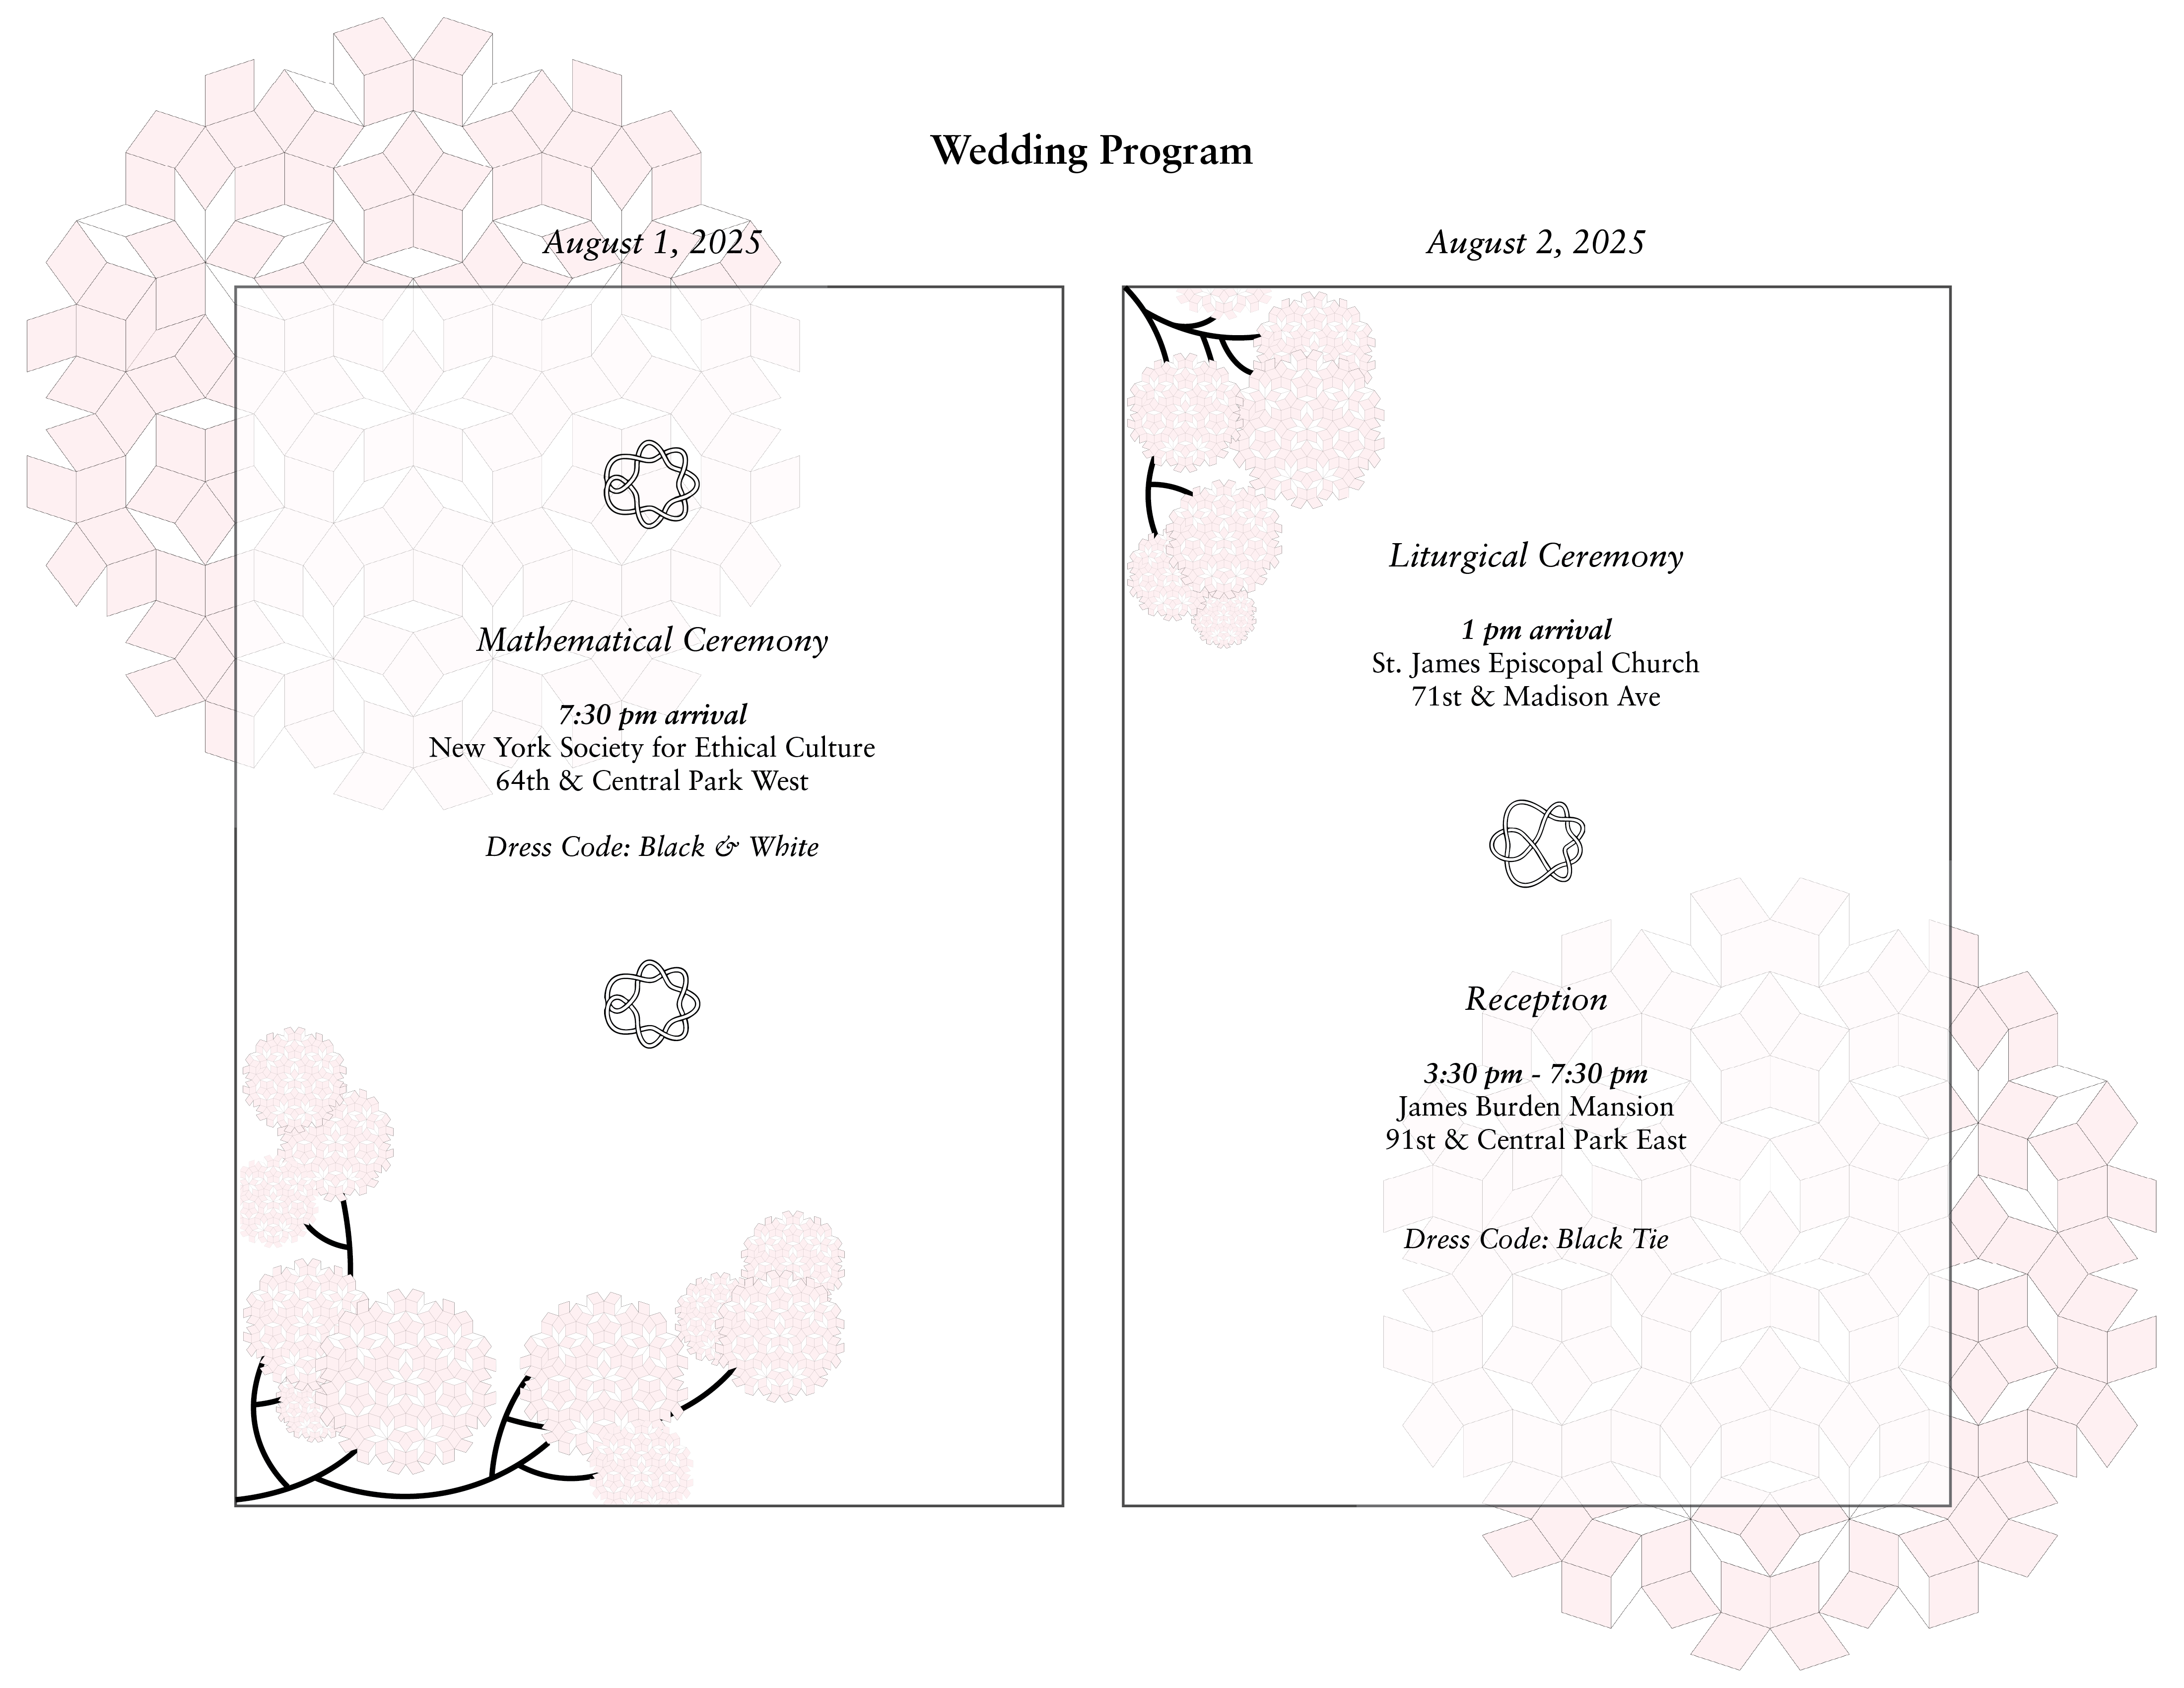 Wedding Program
August 1, 2025
Mathematical Ceremony
7:30 pm arrival
New York Society for Ethical Culture
64th & Central Park West
Dress Code: Black & White
August 2, 2025
Liturgical Ceremony
1 pm arrival
St. James Episcopal Church
71st & Madison Ave
Reception
3:30 pm - 7:30 pm
James Burden Mansion
91st & Central Park East
Dress Code: Black Tie